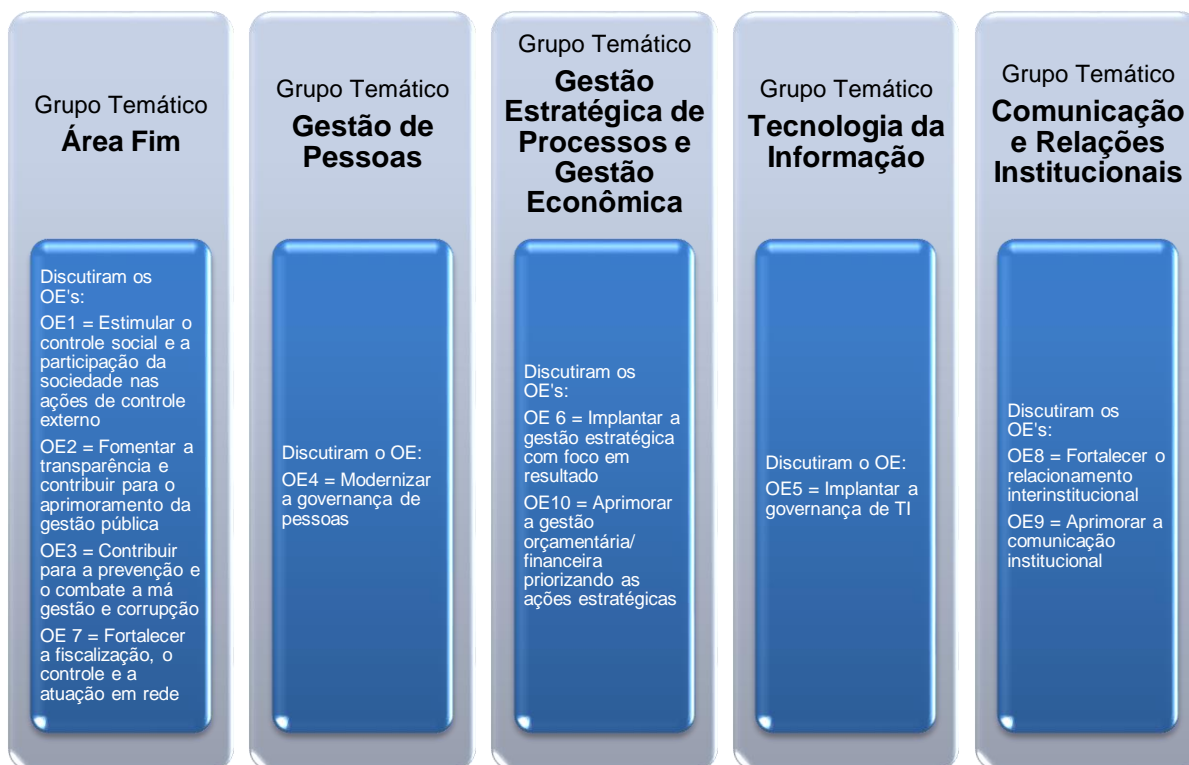 Grupo Temático
Área Fim
Discutiram os
OE's:
OE1 = Estimular o
controle social e a
participação da
sociedade nas
ações de controle
externo
OE2 = Fomentar a
transparência e
contribuir para o
aprimoramento da
gestão pública
OE3 = Contribuir
para a prevenção e
o combate a má
gestão e corrupção
OE 7 = Fortalecer
a fiscalização, o
controle e a
atuação em rede
Grupo Temático
Gestão de
Pessoas
Discutiram o OE:
OE4 = Modernizar
a governança de
pessoas
Grupo Temático
Gestão
Estratégica de
Processos e
Gestão
Econômica
Discutiram os
OE's:
OE 6 = Implantar a
gestão estratégica
com foco em
resultado
OE10 = Aprimorar
a gestão
orçamentária/
financeira
priorizando as
ações estratégicas
Grupo Temático
Tecnologia da
Informação
Discutiram o OE:
OE5 = Implantar a
governança de TI
Grupo Temático
Comunicação
e Relações
Institucionais
Discutiram os
OE's:
OE8 = Fortalecer o
relacionamento
interinstitucional
OE9 = Aprimorar a
comunicação
institucional